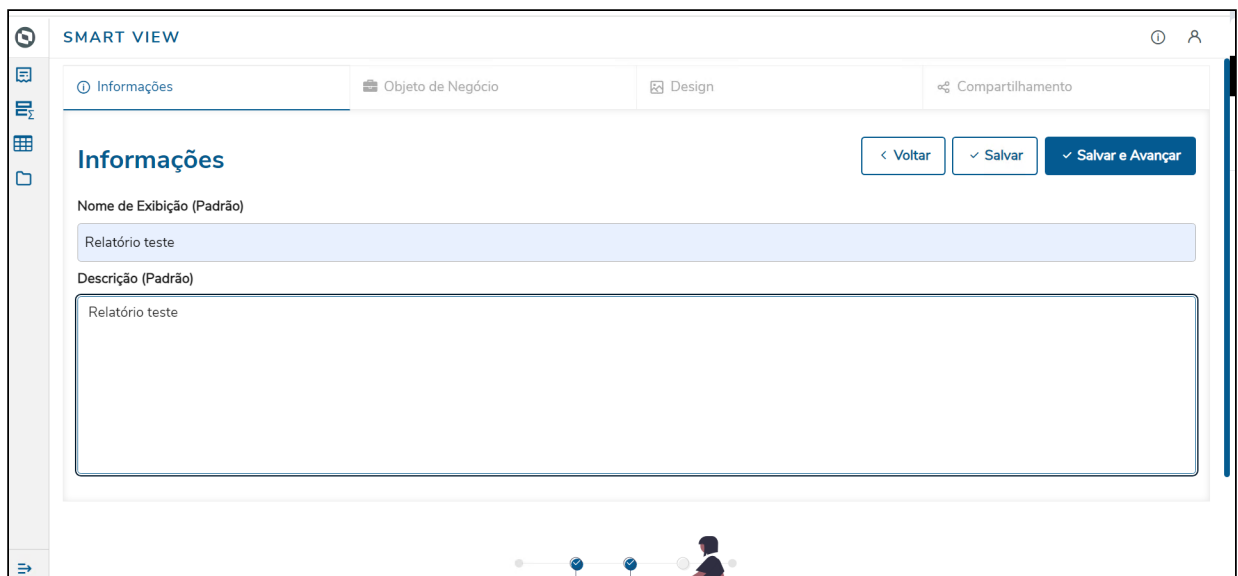 SMART VIEW
Informações
Objeto de Negócio
Design
Compartilhamento
Informações
Voltar
Salvar
Salvar e Avançar
Nome de Exibição (Padrão)
Relatório teste
Descrição (Padrão)
Relatório teste